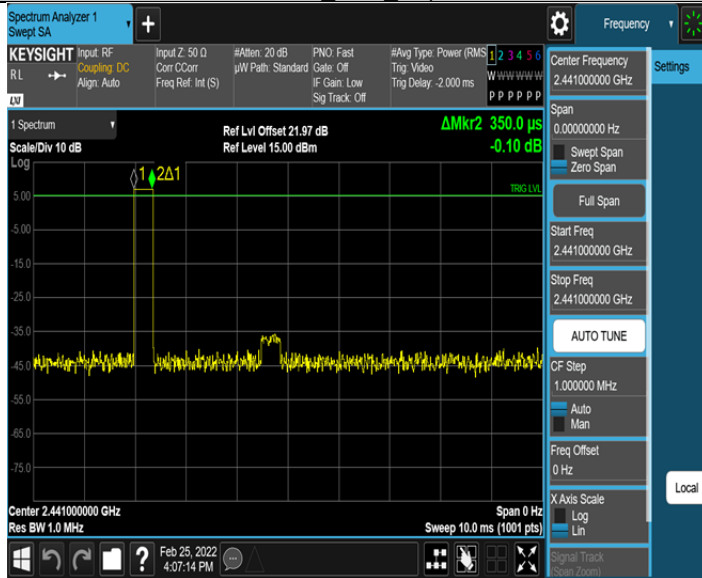 Spectrum Analyzer 1
Swept SA
+
Frequency
KEYSIGHT
RL
LXI
Input: RF
Coupling: DC
Align: Auto
Input Z: 50 Ω
Corr CCorr
Freq Ref: Int (S)
#Atten: 20 dB
µW Path: Standard
PNO: Fast
Gate: Off
IF Gain: Low
Sig Track: Off
#Avg Type: Power (RMS
Trig: Video
Trig Delay: -2.000 ms
1 2 3 4 5 6
W W W W W W
P P P P P P
1 Spectrum
Scale/Div 10 dB
Log
Ref Lvl Offset 21.97 dB
Ref Level 15.00 dBm
ΔMkr2 350.0 µs
-0.10 dB
1
2Δ1
TRIG LVL
5.00
-5.00
-15.0
-25.0
-35.0
-45.0
-55.0
-65.0
-75.0
Center 2.441000000 GHz
Res BW 1.0 MHz
Span 0 Hz
Sweep 10.0 ms (1001 pts)
?
Feb 25, 2022
4:07:14 PM
Center Frequency
2.441000000 GHz
Span
0.00000000 Hz
Swept Span
Zero Span
Full Span
Start Freq
2.441000000 GHz
Stop Freq
2.441000000 GHz
AUTO TUNE
CF Step
1.000000 MHz
Auto
Man
Freq Offset
0 Hz
X Axis Scale
Log
Lin
Signal Track
(Span Zoom)
Settings
Local